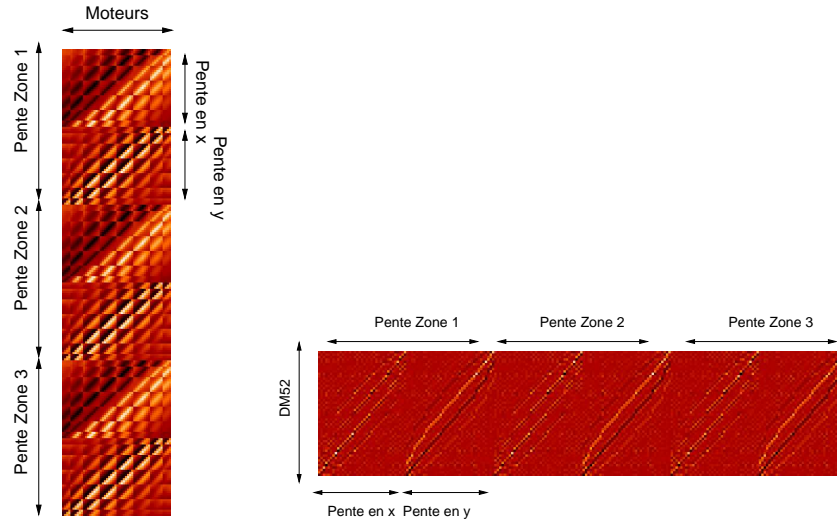 Moteurs
Pente Zone 1
Pente en x
Pente en y
Pente Zone 2
Pente Zone 3
Pente Zone 1
Pente Zone 2
Pente Zone 3
DM52
Pente en x
Pente en y